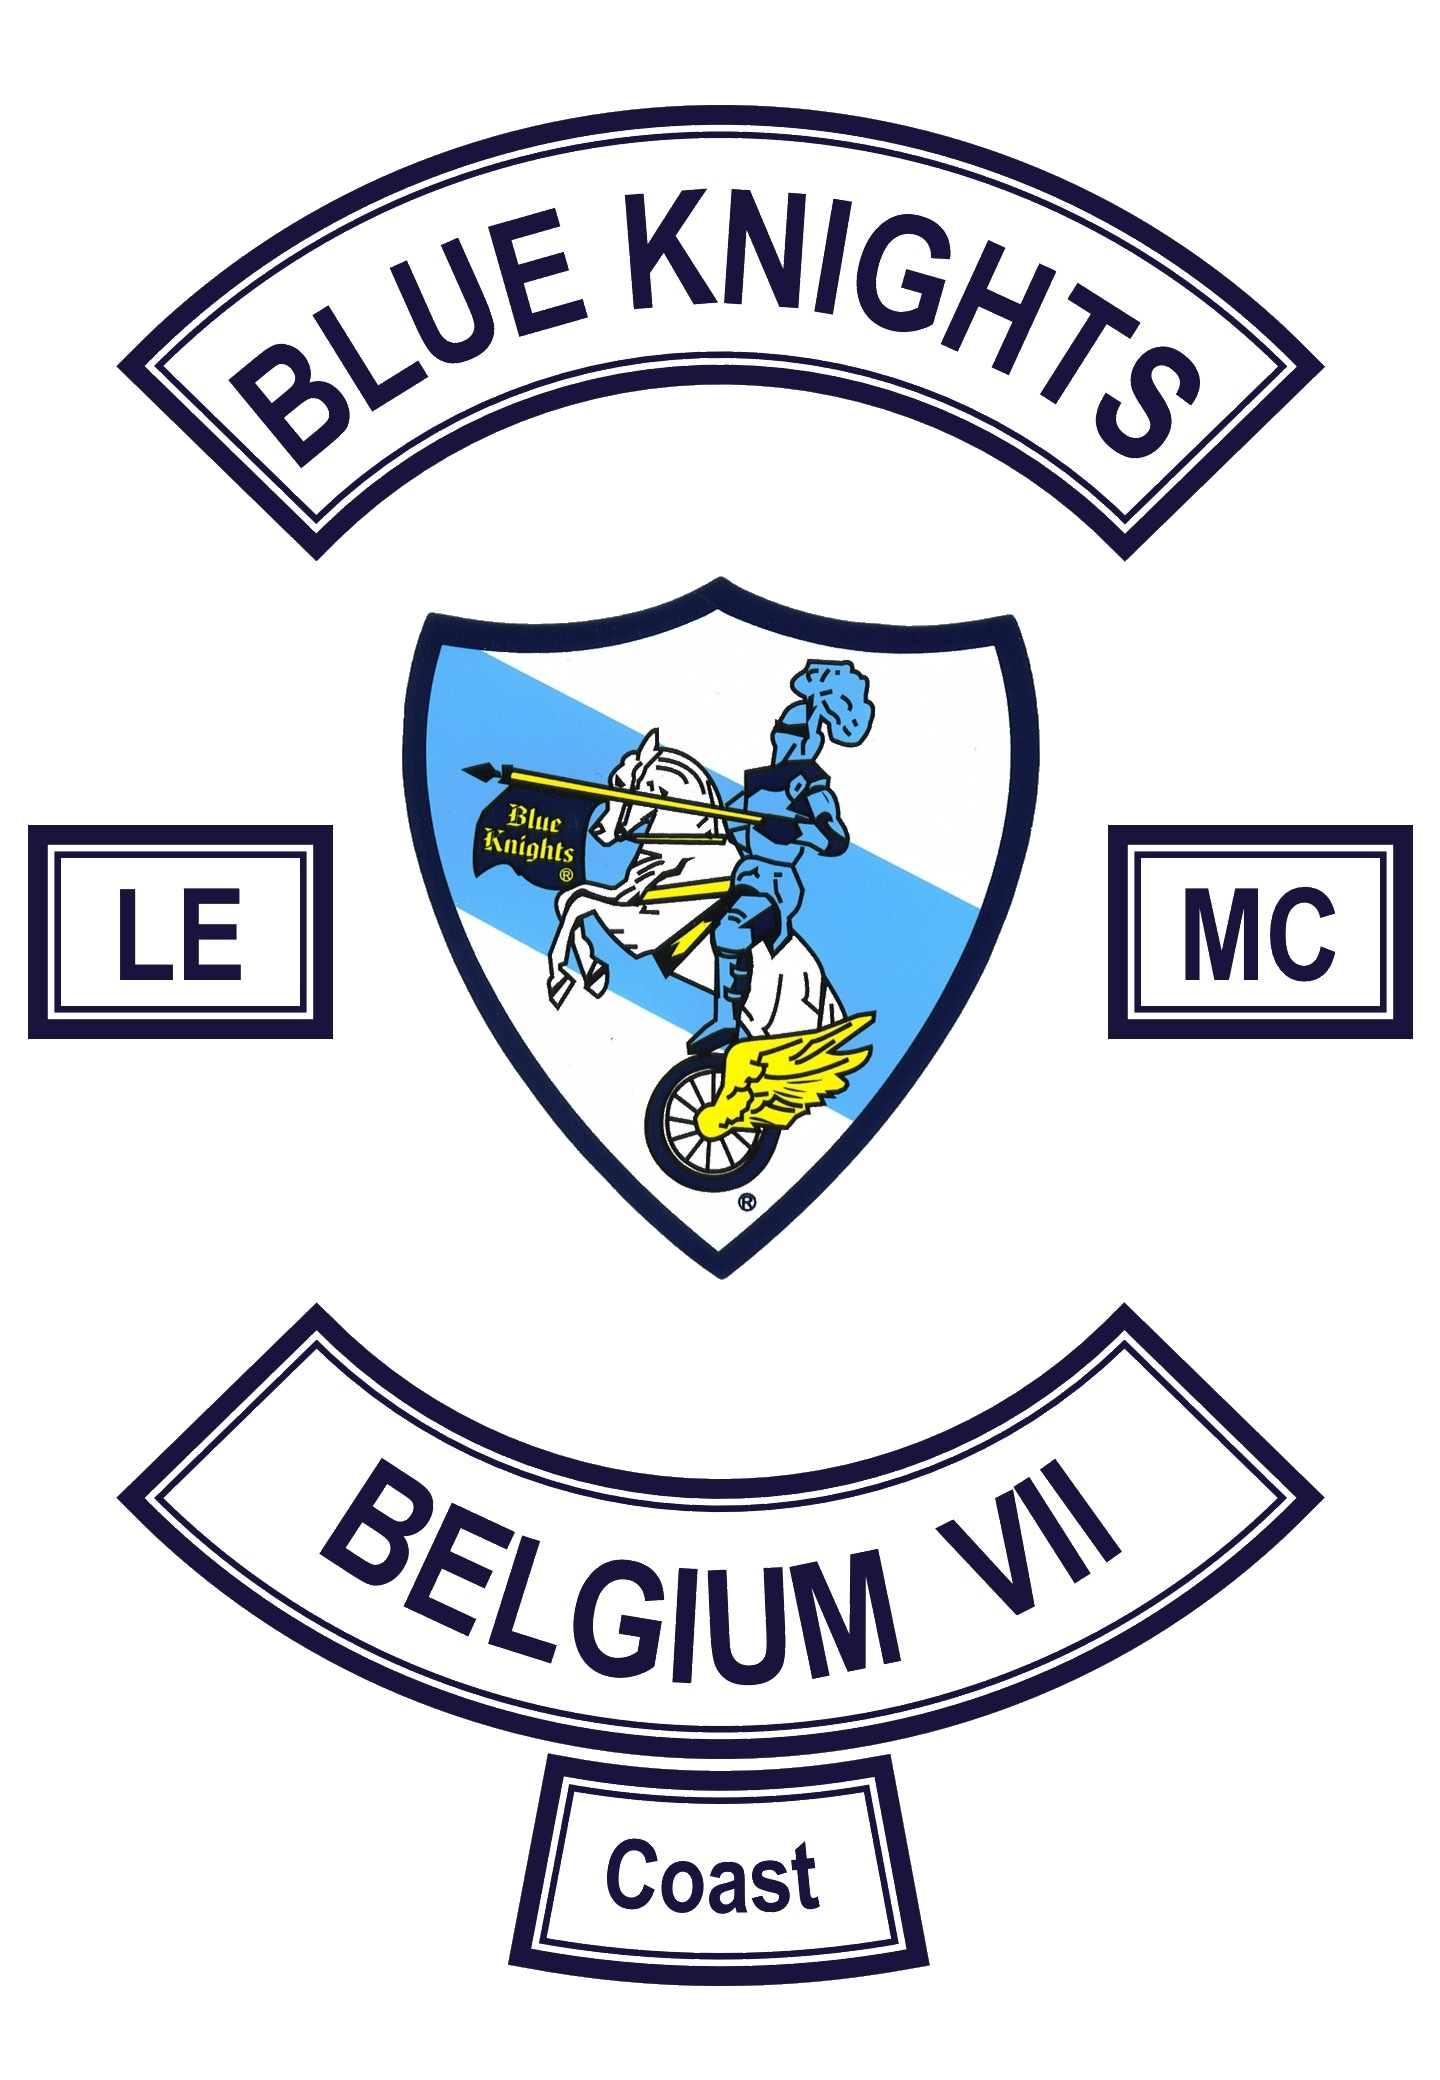 BLUE KNIGHTS
Blue
Knights
®
LE
MC
®
BELGIUM VII
Coast